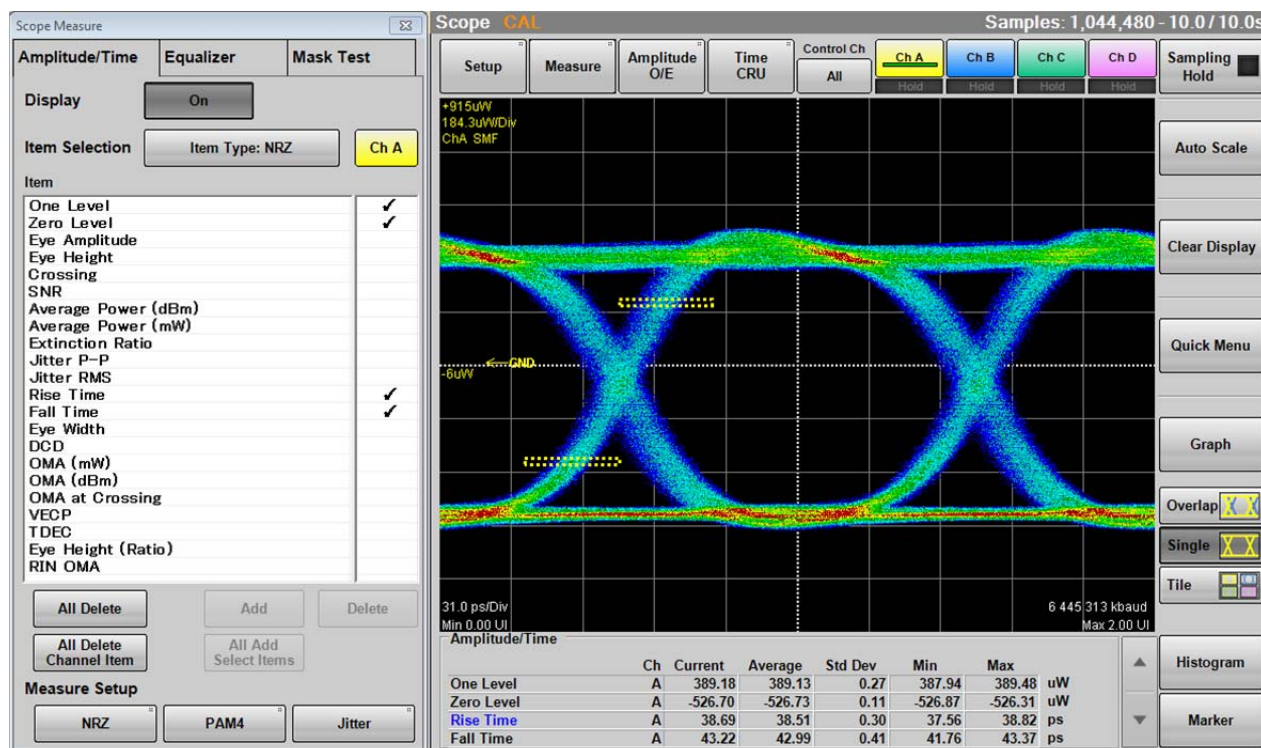 Scope Measure
Amplitude/Time Equalizer Mask Test
Display On
Item Selection Item Type: NRZ Ch A
Item
One Level ✓
Zero Level ✓
Eye Amplitude
Eye Height
Crossing
SNR
Average Power (dBm)
Average Power (mW)
Extinction Ratio
Jitter P-P
Jitter RMS
Rise Time ✓
Fall Time ✓
Eye Width
DCD
OMA (mW)
OMA (dBm)
OMA at Crossing
VECP
TDEC
Eye Height (Ratio)
RIN OMA
All Delete Add Delete
All Delete Channel Item All Add Select Items
Measure Setup
NRZ PAM4 Jitter
Scope CAL Samples: 1,044,480 - 10.0 / 10.0s
Setup Measure Amplitude O/E Time CRU Control Ch All Ch A Ch B Ch C Ch D Sampling Hold
Hold Hold Hold Hold
+915uW
184.3uW/Div
ChA SMF
←GND
-6uW
31.0 ps/Div 6 445 313 kbaud
Min 0.00 UI Max 2.00 UI
Auto Scale
Clear Display
Quick Menu
Graph
Overlap
Single
Tile
Histogram
Marker
Amplitude/Time
Ch Current Average Std Dev Min Max
One Level A 389.18 389.13 0.27 387.94 389.48 uW
Zero Level A -526.70 -526.73 0.11 -526.87 -526.31 uW
Rise Time A 38.69 38.51 0.30 37.56 38.82 ps
Fall Time A 43.22 42.99 0.41 41.76 43.37 ps